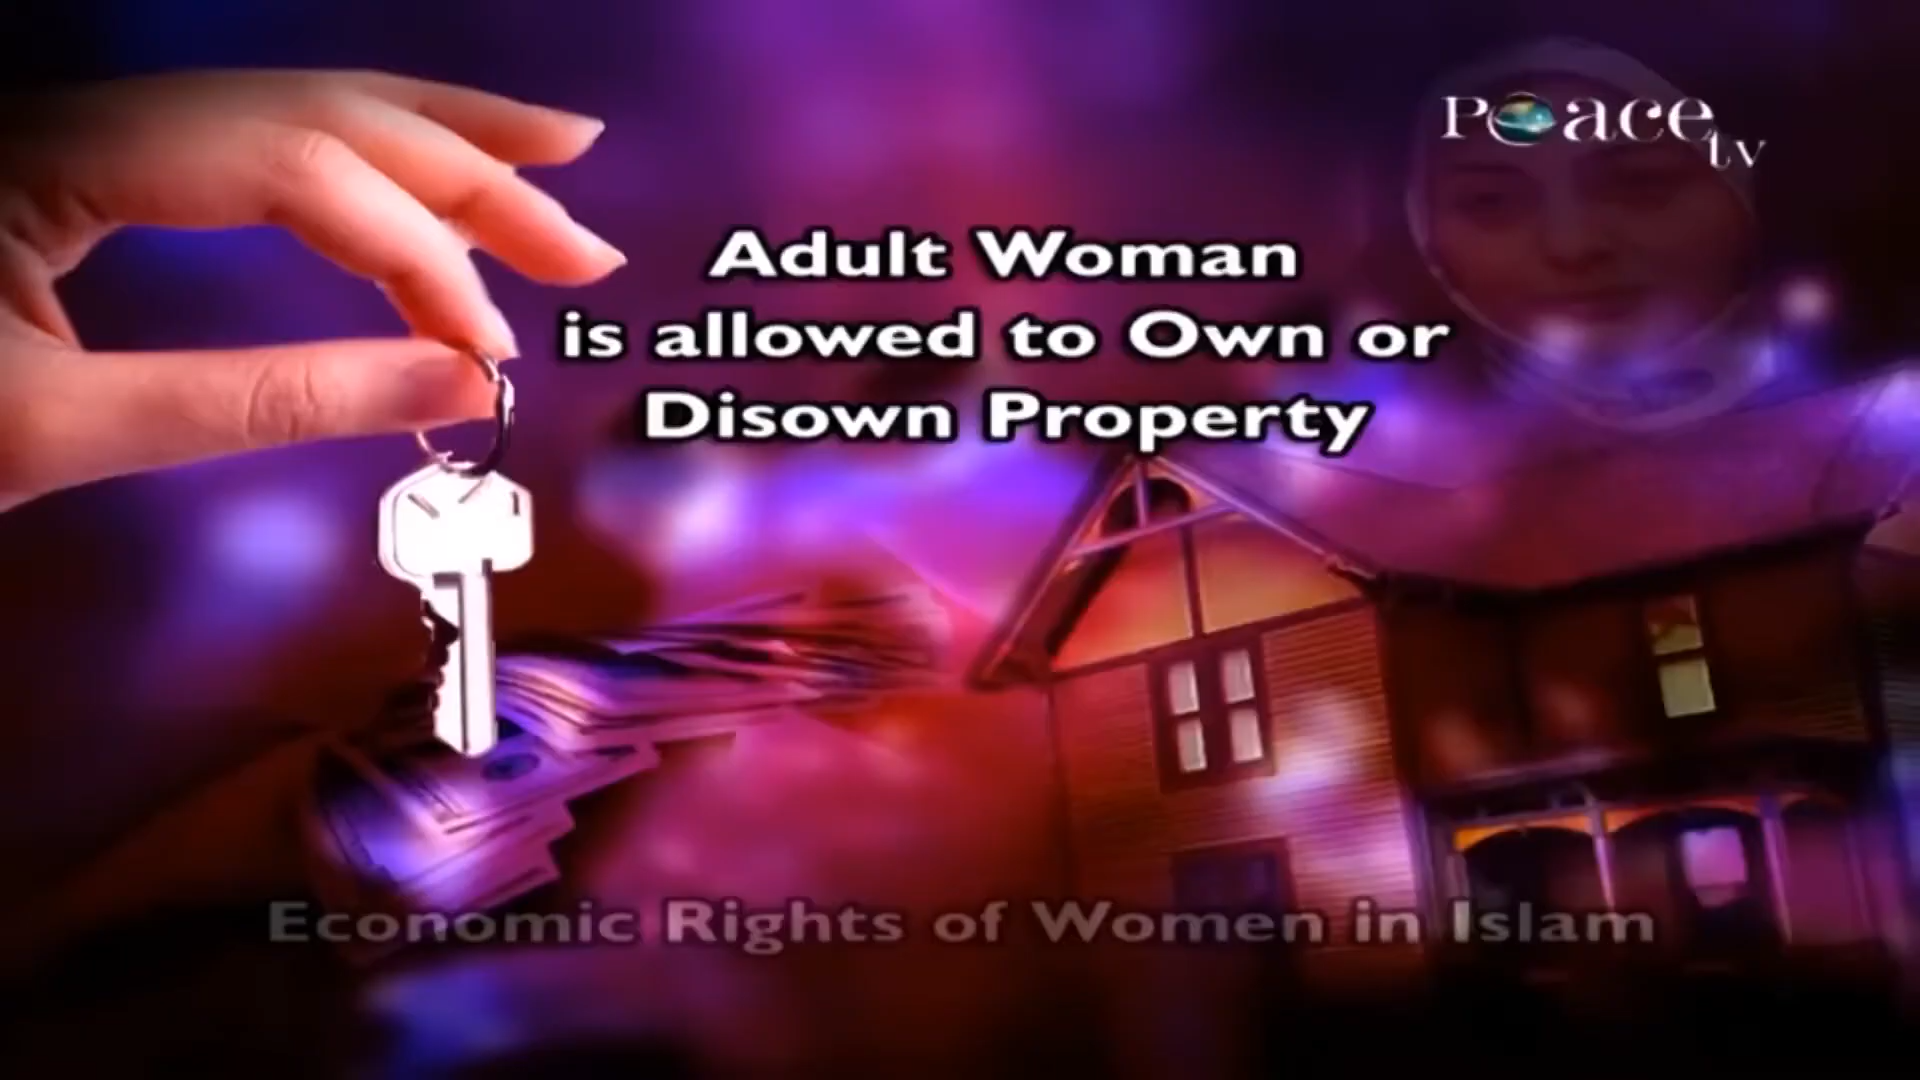 Peace tv
Adult Woman
is allowed to Own or
Disown Property
Economic Rights of Women in Islam